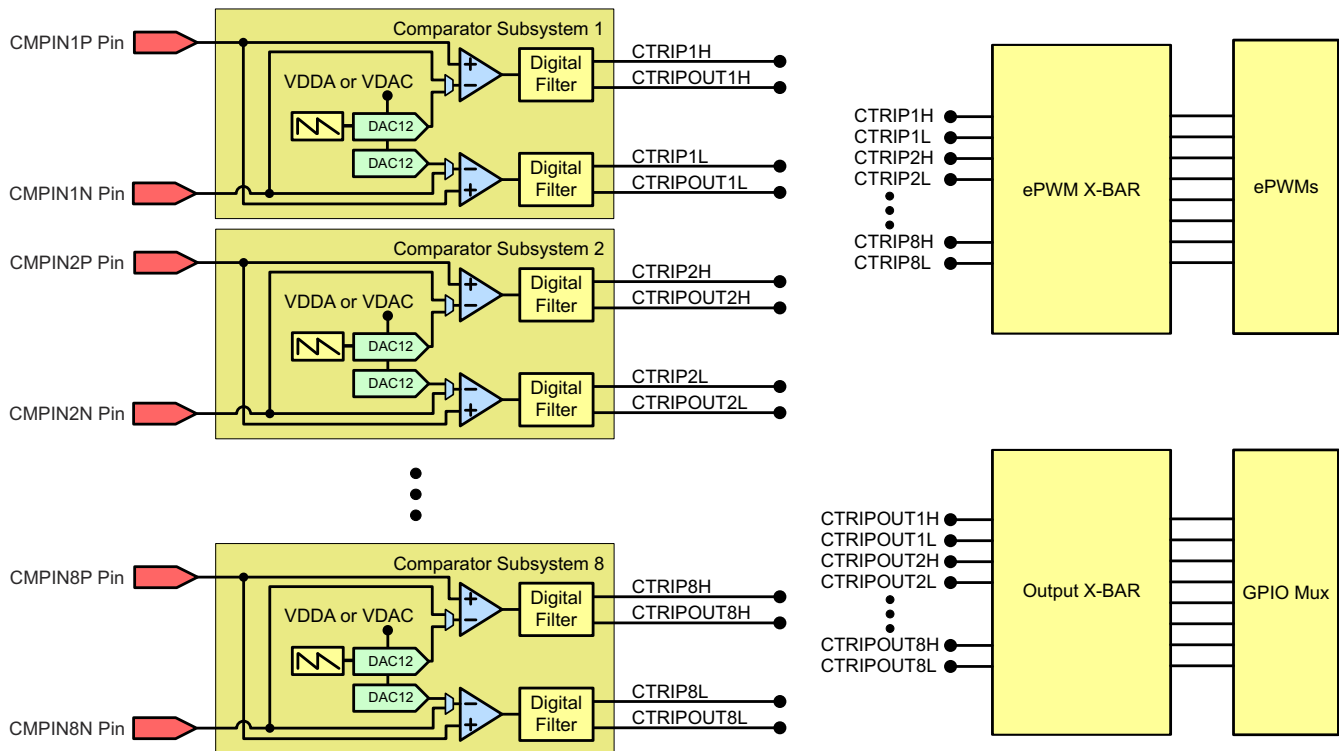 Comparator Subsystem 1
CMPIN1P Pin
VDDA or VDAC
DAC12
DAC12
Digital
Filter
CTRIP1H
CTRIPOUT1H
Digital
Filter
CTRIP1L
CTRIPOUT1L
CMPIN1N Pin
Comparator Subsystem 2
CMPIN2P Pin
VDDA or VDAC
DAC12
DAC12
Digital
Filter
CTRIP2H
CTRIPOUT2H
Digital
Filter
CTRIP2L
CTRIPOUT2L
CMPIN2N Pin
Comparator Subsystem 8
CMPIN8P Pin
VDDA or VDAC
DAC12
DAC12
Digital
Filter
CTRIP8H
CTRIPOUT8H
Digital
Filter
CTRIP8L
CTRIPOUT8L
CMPIN8N Pin
CTRIP1H
CTRIP1L
CTRIP2H
CTRIP2L
CTRIP8H
CTRIP8L
ePWM X-BAR
ePWMs
CTRIPOUT1H
CTRIPOUT1L
CTRIPOUT2H
CTRIPOUT2L
CTRIPOUT8H
CTRIPOUT8L
Output X-BAR
GPIO Mux